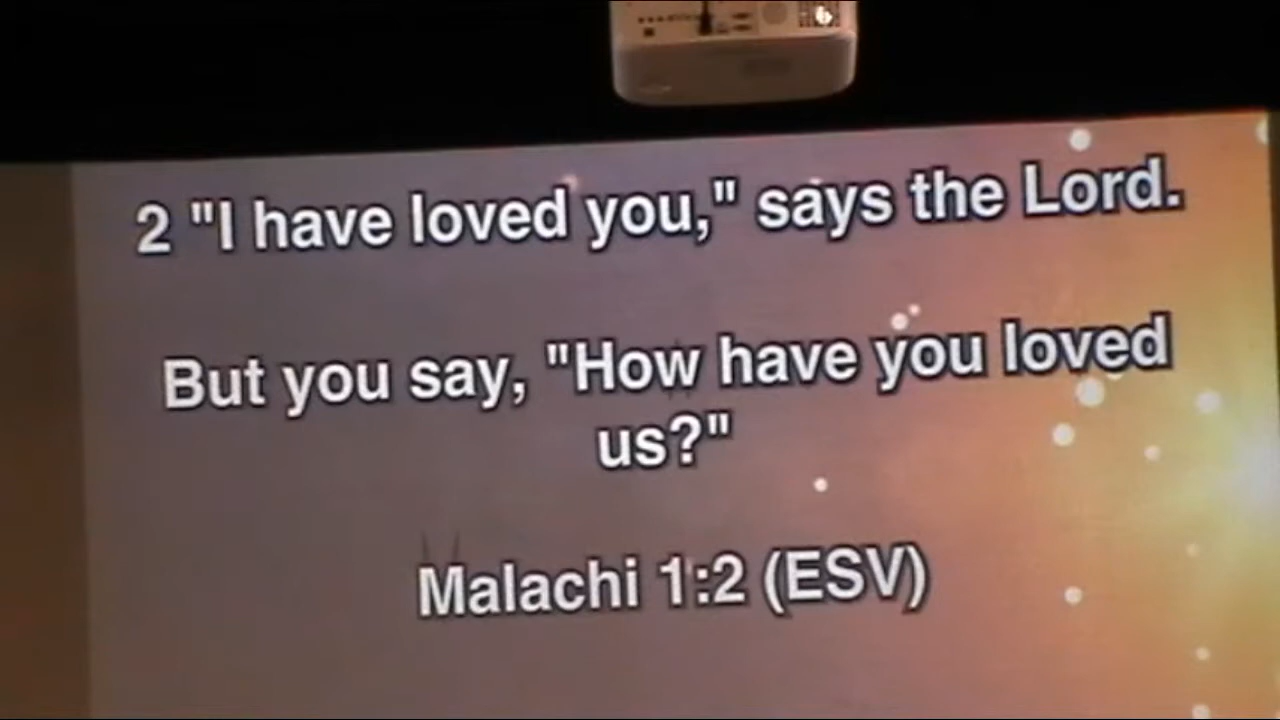 2 "I have loved you," says the Lord.
But you say, "How have you loved
us?"
Malachi 1:2 (ESV)